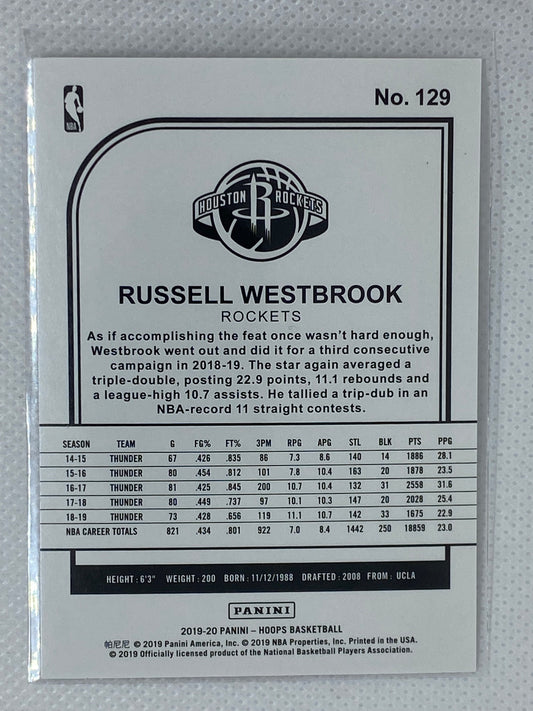 No. 129
NBA
HOUSTON R ROCKETS
RUSSELL WESTBROOK
ROCKETS
As if accomplishing the feat once wasn't hard enough,
Westbrook went out and did it for a third consecutive
campaign in 2018-19. The star again averaged a
triple-double, posting 22.9 points, 11.1 rebounds and
a league-high 10.7 assists. He tallied a trip-dub in an
NBA-record 11 straight contests.
SEASON TEAM G FG% FT% 3PM RPG APG STL BLK PTS PPG
14-15 THUNDER 67 .426 .835 86 7.3 8.6 140 14 1886 28.1
15-16 THUNDER 80 .454 .812 101 7.8 10.4 163 20 1878 23.5
16-17 THUNDER 81 .425 .845 200 10.7 10.4 132 31 2558 31.6
17-18 THUNDER 80 .449 .737 97 10.1 10.3 147 20 2028 25.4
18-19 THUNDER 73 .428 .656 119 11.1 10.7 142 33 1675 22.9
NBA CAREER TOTALS 821 .434 .801 922 7.0 8.4 1442 250 18859 23.0
HEIGHT: 6'3" WEIGHT: 200 BORN: 11/12/1988 DRAFTED: 2008 FROM: UCLA
PANINI
2019-20 PANINI – HOOPS BASKETBALL
帕尼尼 © 2019 Panini America, Inc. © 2019 NBA Properties, Inc. Printed in the USA.
© 2019 Officially licensed product of the National Basketball Players Association.